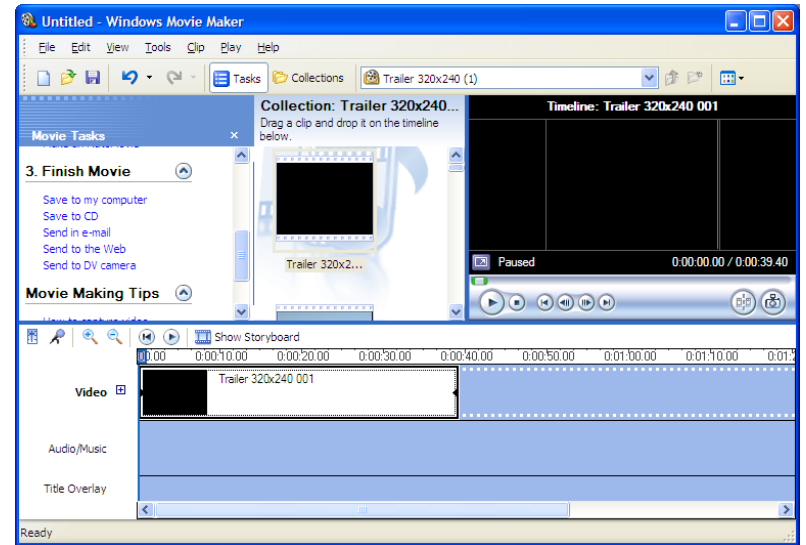 Untitled - Windows Movie Maker
File Edit View Tools Clip Play Help
Tasks Collections Trailer 320x240 (1)
Movie Tasks ×
3. Finish Movie
Save to my computer
Save to CD
Send in e-mail
Send to the Web
Send to DV camera
Movie Making Tips
How to capture video
Collection: Trailer 320x240...
Drag a clip and drop it on the timeline
below.
Trailer 320x2...
Timeline: Trailer 320x240 001
Paused 0:00:00.00 / 0:00:39.40
Show Storyboard
0:00:10.00 0:00:20.00 0:00:30.00 0:00:40.00 0:00:50.00 0:01:00.00 0:01:10.00
Video Trailer 320x240 001
Audio/Music
Title Overlay
Ready